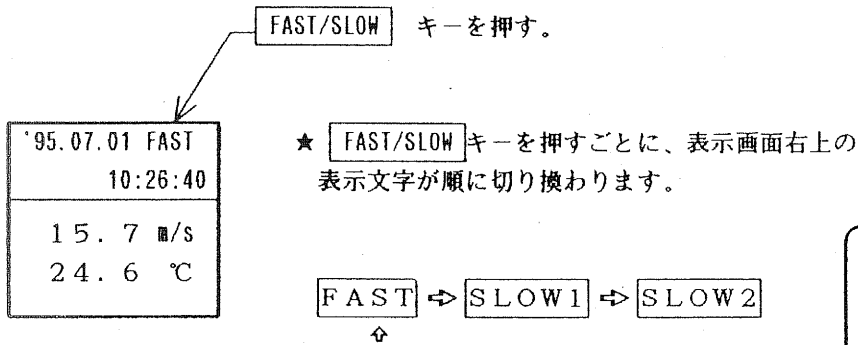 FAST/SLOW キーを押す。
'95.07.01 FAST
10:26:40
15.7 m/s
24.6 ℃
★ FAST/SLOW キーを押すごとに、表示画面右上の
表示文字が順に切り換わります。
FAST ⇨ SLOW1 ⇨ SLOW2
⇧